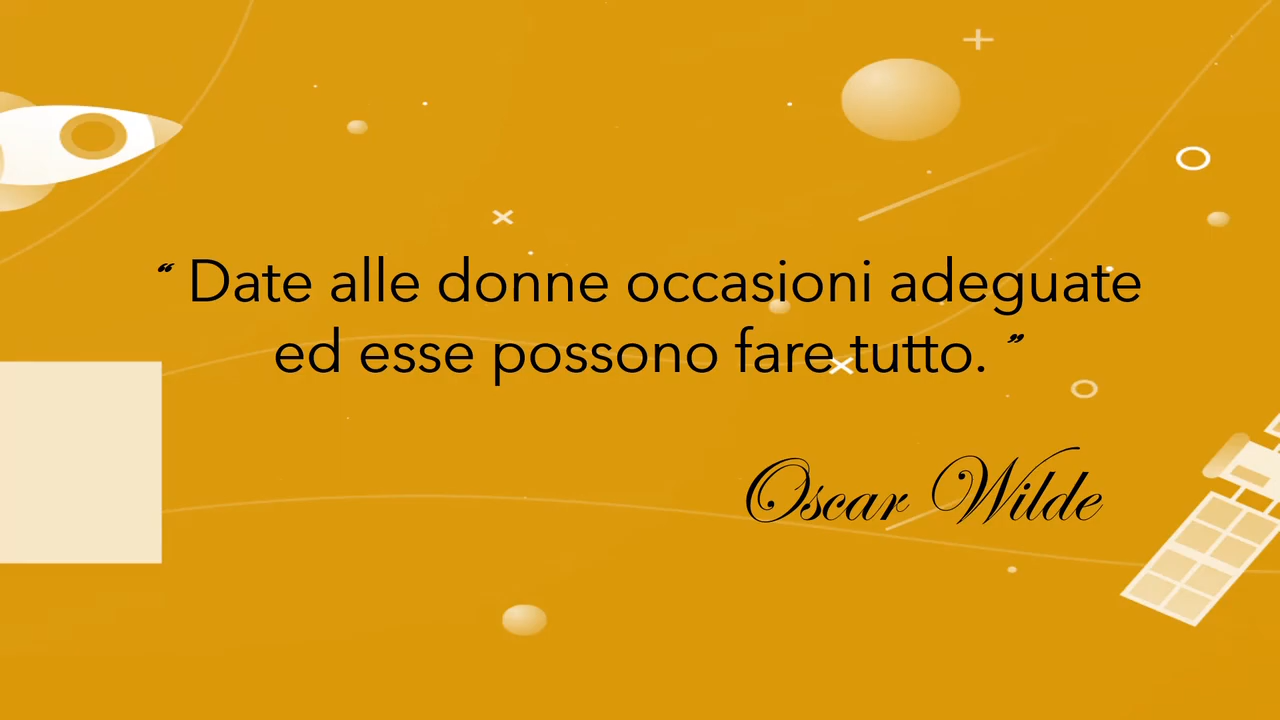 “ Date alle donne occasioni adeguate
ed esse possono fare tutto. ”
Oscar Wilde